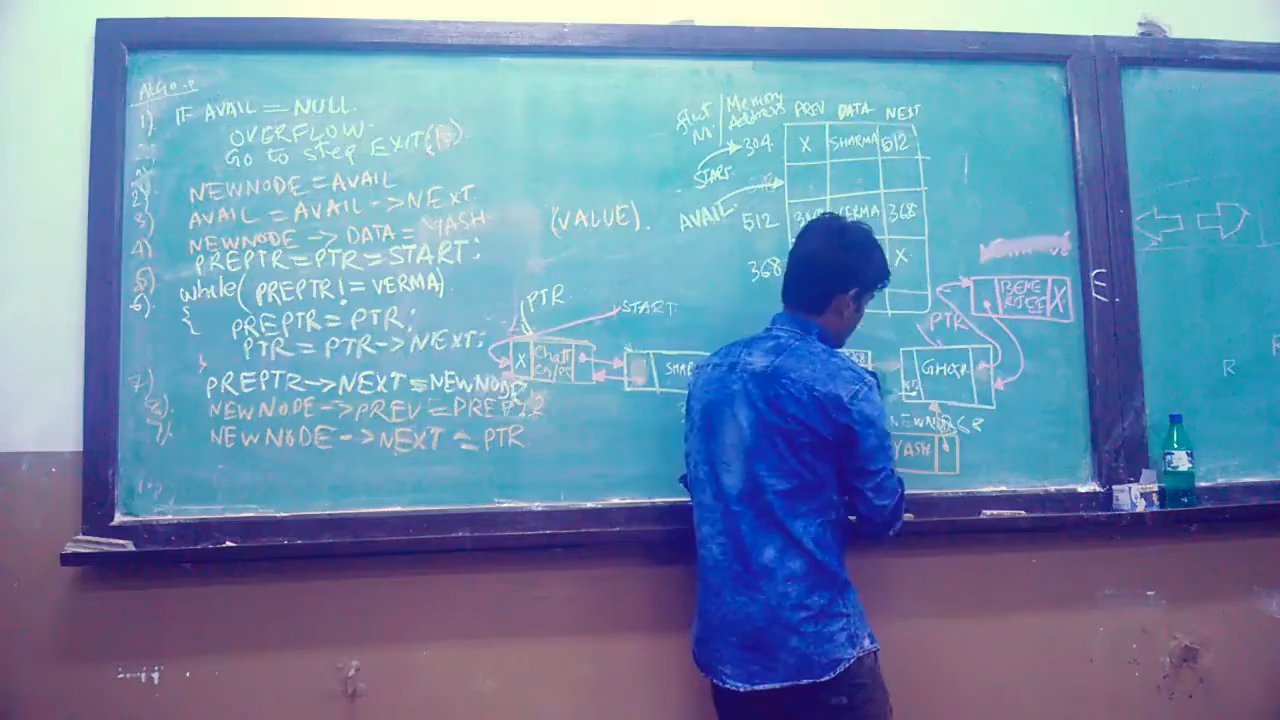 ALGO-
1). IF AVAIL = NULL.
OVERFLOW.
Go to step EXIT
2). NEWNODE = AVAIL
3). AVAIL = AVAIL -> NEXT.
4). NEWNODE -> DATA = YASH (VALUE).
5). PREPTR = PTR = START;
6). while (PREPTR != VERMA)
{
PREPTR = PTR;
PTR = PTR -> NEXT;
}
7). PREPTR -> NEXT = NEWNODE
8). NEWNODE -> PREV = PREPTR
9). NEWNODE -> NEXT = PTR
Memory Address PREV DATA NEXT
304 X SHARMA 512
START
AVAIL
512 VERMA 368
368 X
PTR START
X
PTR
X
368
YASH
E
R